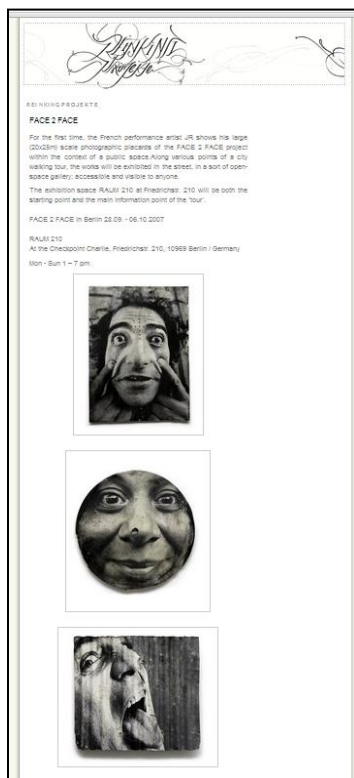 REINKING PROJEKTE
REINKINGPROJEKTE
FACE 2 FACE
For the first time, the French performance artist JR shows his large
(20x28m) scale photographic placards of the FACE 2 FACE project
within the context of a public space.Along various points of a city
walking tour, the works will be exhibited in the street, in a sort of open-
space gallery; accessible and visible to anyone.
The exhibition space RAUM 210 at Friedrichstr. 210 will be both the
starting point and the main information point of the 'tour'.
FACE 2 FACE in Berlin 28.09. - 06.10.2007
RAUM 210
At the Checkpoint Charlie, Friedrichstr. 210, 10969 Berlin / Germany
Mon - Sun 1 – 7 pm